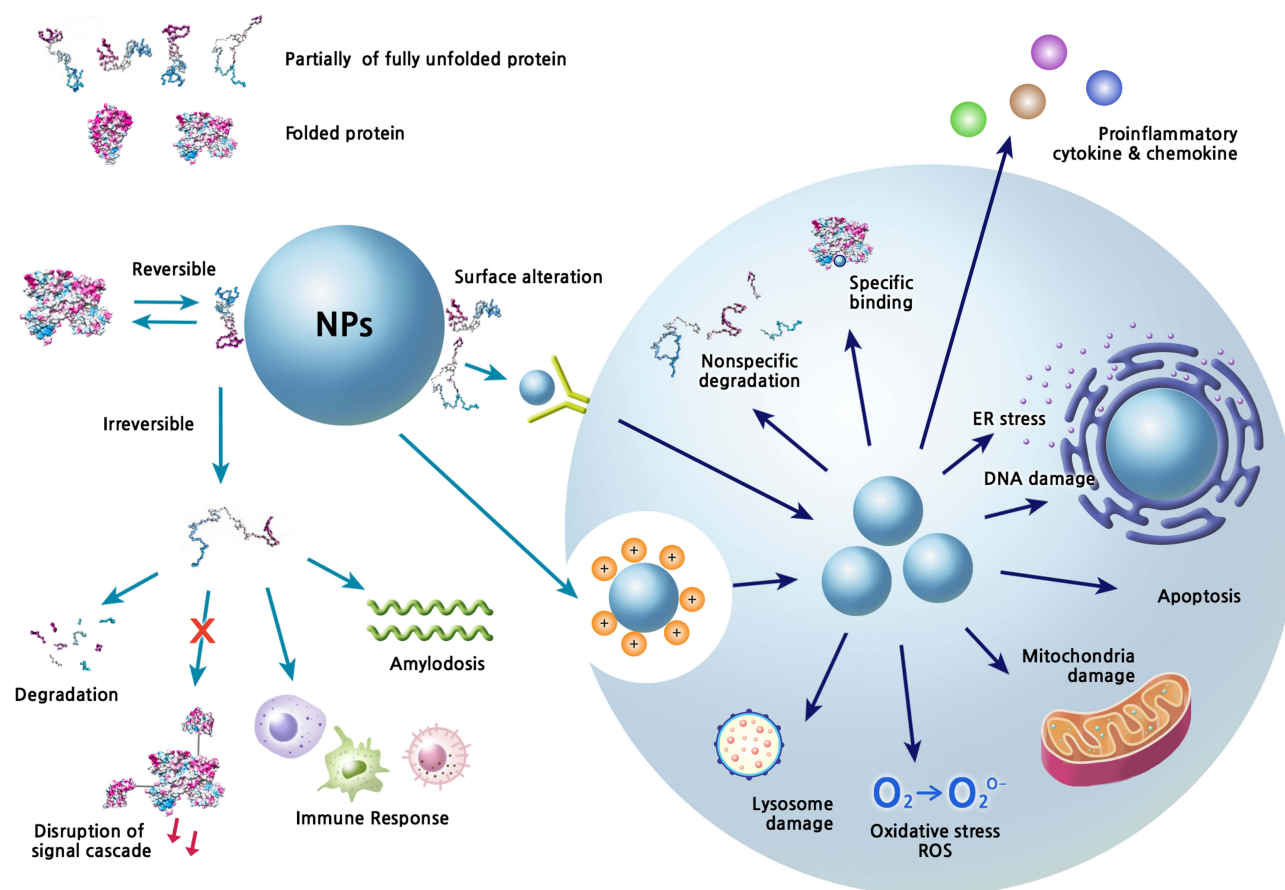 Partially of fully unfolded protein
Folded protein
Proinflammatory
cytokine & chemokine
Reversible
NPs
Surface alteration
Irreversible
Specific
binding
Nonspecific
degradation
ER stress
DNA damage
Apoptosis
Mitochondria
damage
+
+
+
+
+
+
+
Degradation
X
Amylodosis
Immune Response
Disruption of
signal cascade
Lysosome
damage
O₂→O₂ᴼ⁻
Oxidative stress
ROS